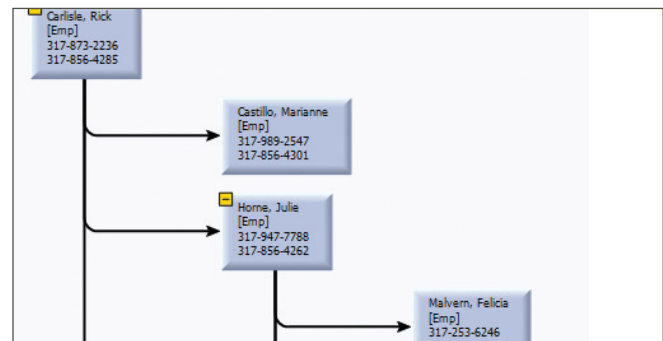 Carlisle, Rick
[Emp]
317-873-2236
317-856-4285
Castillo, Marianne
[Emp]
317-989-2547
317-856-4301
Horne, Julie
[Emp]
317-947-7788
317-856-4262
Malvern, Felicia
[Emp]
317-253-6246